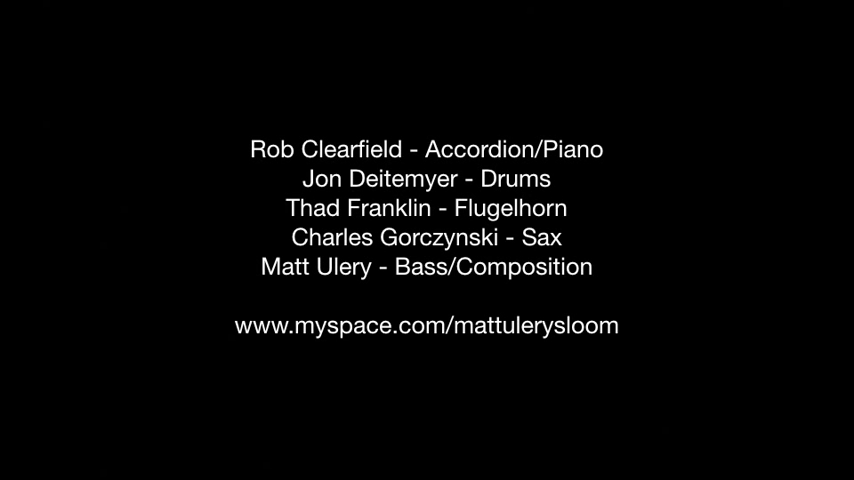 Rob Clearfield - Accordion/Piano
Jon Deitemyer - Drums
Thad Franklin - Flugelhorn
Charles Gorczynski - Sax
Matt Ulery - Bass/Composition
www.myspace.com/mattulerysloom